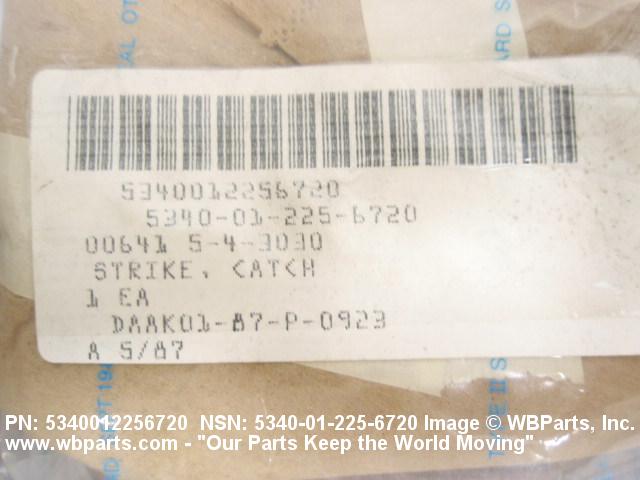 5340012256720
5340-01-225-6720
00641 5-4-3030
STRIKE, CATCH
1 EA
DAAK01-87-P-0923
A 5/87
PN: 5340012256720 NSN: 5340-01-225-6720 Image © WBParts, Inc.
www.wbparts.com - "Our Parts Keep the World Moving"